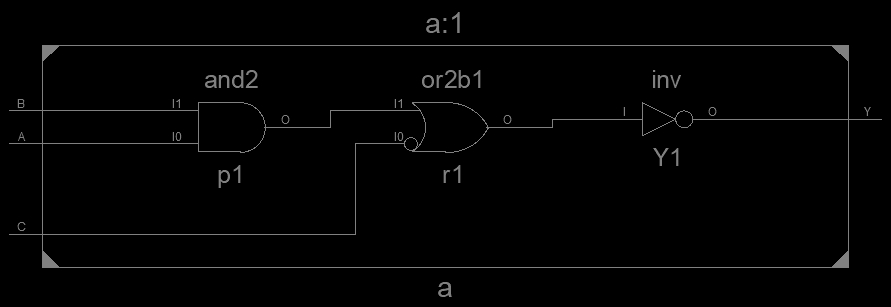 a:1
and2 or2b1 inv
B I1 I1 I O Y
O O
A I0 I0
p1 r1 Y1
C
a